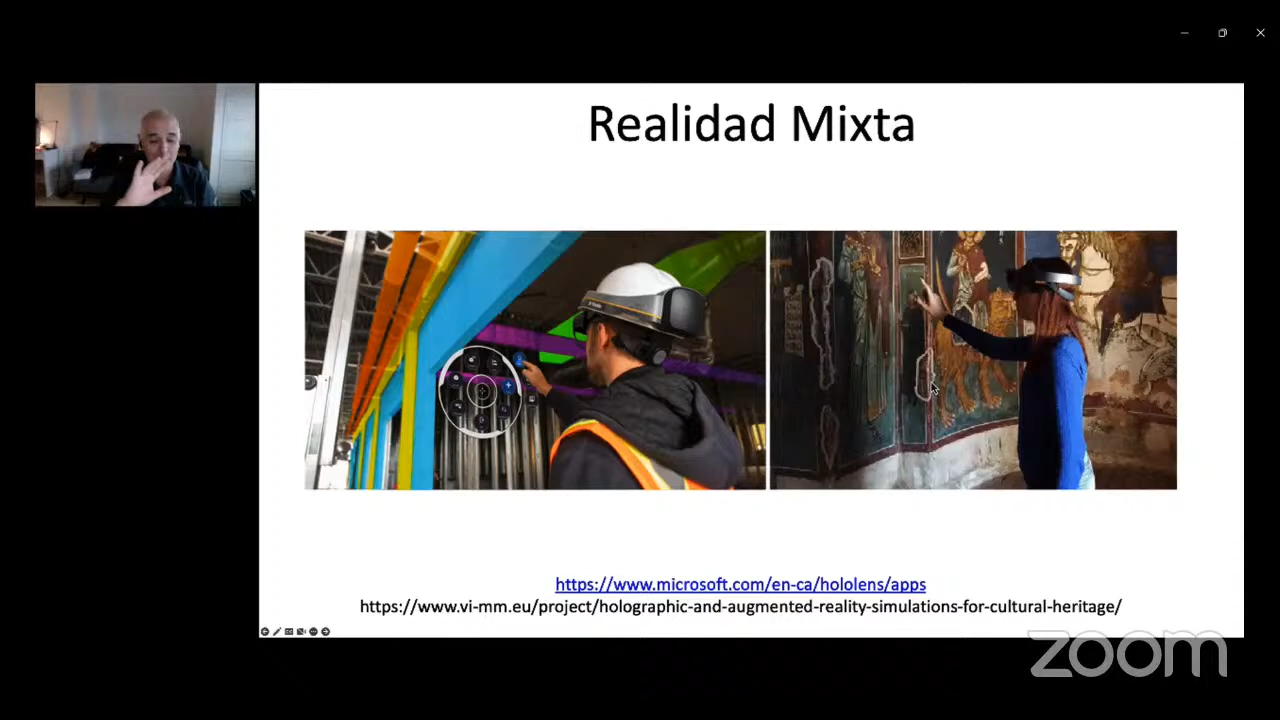 Realidad Mixta
https://www.microsoft.com/en-ca/hololens/apps
https://www.vi-mm.eu/project/holographic-and-augmented-reality-simulations-for-cultural-heritage/
zoom